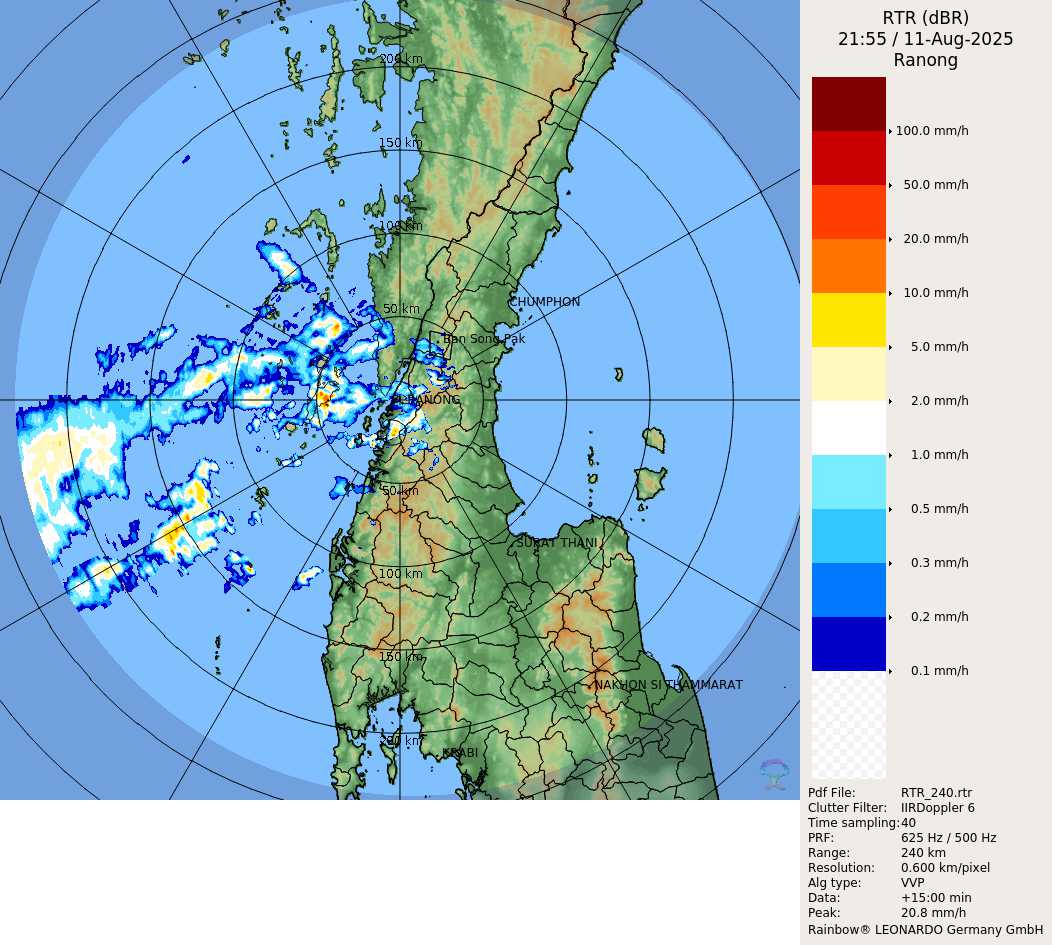 RTR (dBR)
21:55 / 11-Aug-2025
Ranong
100.0 mm/h
50.0 mm/h
20.0 mm/h
10.0 mm/h
5.0 mm/h
2.0 mm/h
1.0 mm/h
0.5 mm/h
0.3 mm/h
0.2 mm/h
0.1 mm/h
Pdf File: RTR_240.rtr
Clutter Filter: IIRDoppler 6
Time sampling: 40
PRF: 625 Hz / 500 Hz
Range: 240 km
Resolution: 0.600 km/pixel
Alg type: VVP
Data: +15:00 min
Peak: 20.8 mm/h
Rainbow® LEONARDO Germany GmbH
200 km
150 km
100 km
50 km
CHUMPHON
Ban Song Pak
RANONG
50 km
SURAT THANI
100 km
150 km
NAKHON SI THAMMARAT
200 km
KRABI